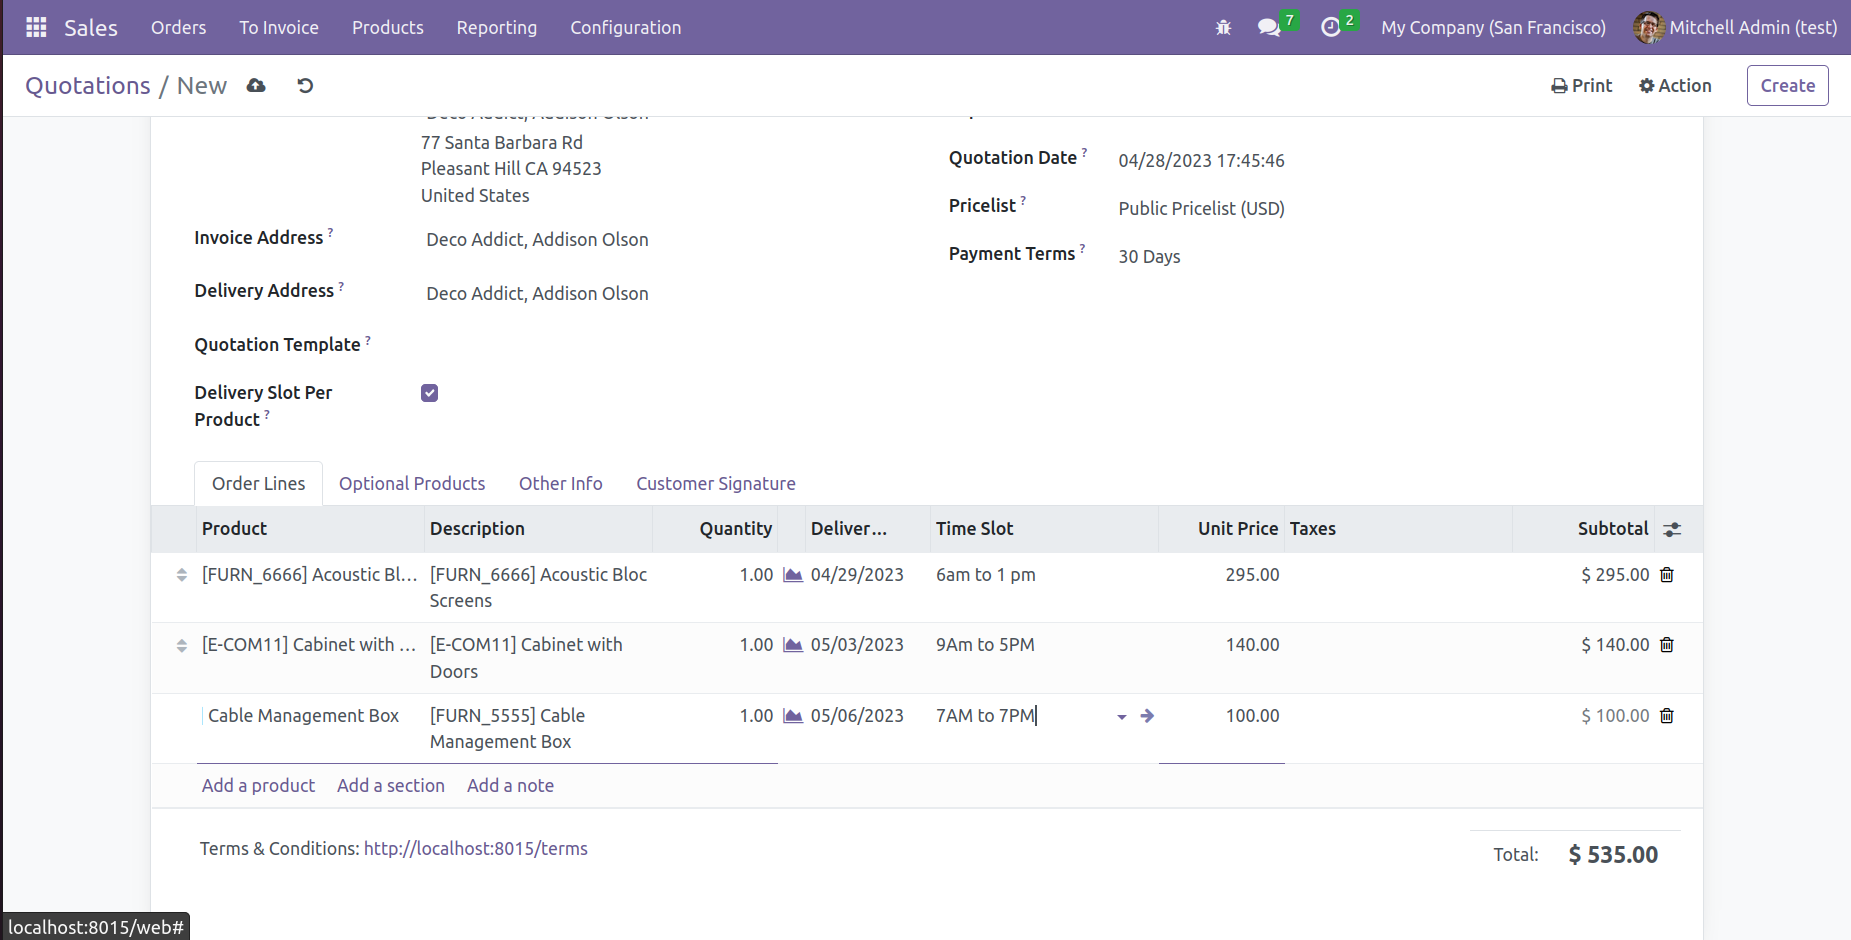 Sales Orders To Invoice Products Reporting Configuration 7 2 My Company (San Francisco) Mitchell Admin (test)
Quotations / New Print Action Create
Deco Addict, Addison Olson
77 Santa Barbara Rd
Pleasant Hill CA 94523
United States
Quotation Date ? 04/28/2023 17:45:46
Pricelist ? Public Pricelist (USD)
Invoice Address ? Deco Addict, Addison Olson
Payment Terms ? 30 Days
Delivery Address ? Deco Addict, Addison Olson
Quotation Template ?
Delivery Slot Per
Product ?
Order Lines Optional Products Other Info Customer Signature
Product Description Quantity Deliver... Time Slot Unit Price Taxes Subtotal
[FURN_6666] Acoustic Bl... [FURN_6666] Acoustic Bloc 1.00 04/29/2023 6am to 1 pm 295.00 $ 295.00
Screens
[E-COM11] Cabinet with ... [E-COM11] Cabinet with 1.00 05/03/2023 9Am to 5PM 140.00 $ 140.00
Doors
Cable Management Box [FURN_5555] Cable 1.00 05/06/2023 7AM to 7PM 100.00 $ 100.00
Management Box
Add a product Add a section Add a note
Terms & Conditions: http://localhost:8015/terms
Total: $ 535.00
localhost:8015/web#